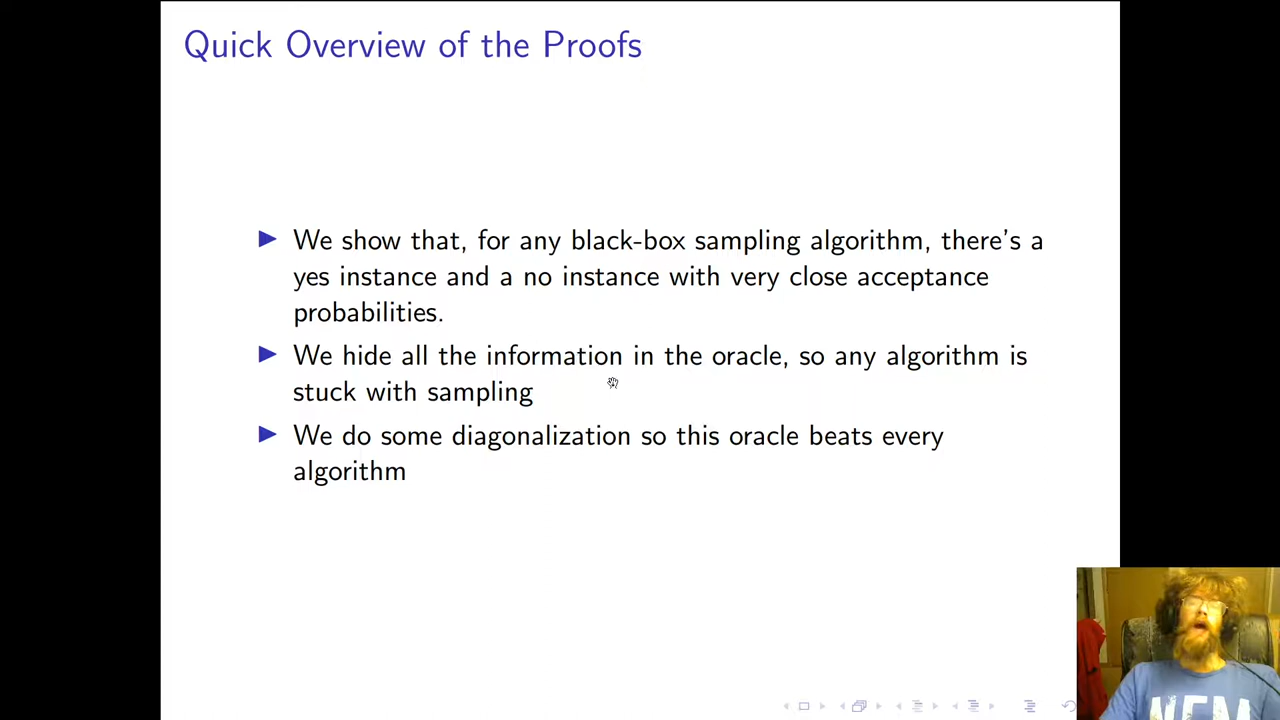 Quick Overview of the Proofs
We show that, for any black-box sampling algorithm, there's a
yes instance and a no instance with very close acceptance
probabilities.
We hide all the information in the oracle, so any algorithm is
stuck with sampling
We do some diagonalization so this oracle beats every
algorithm